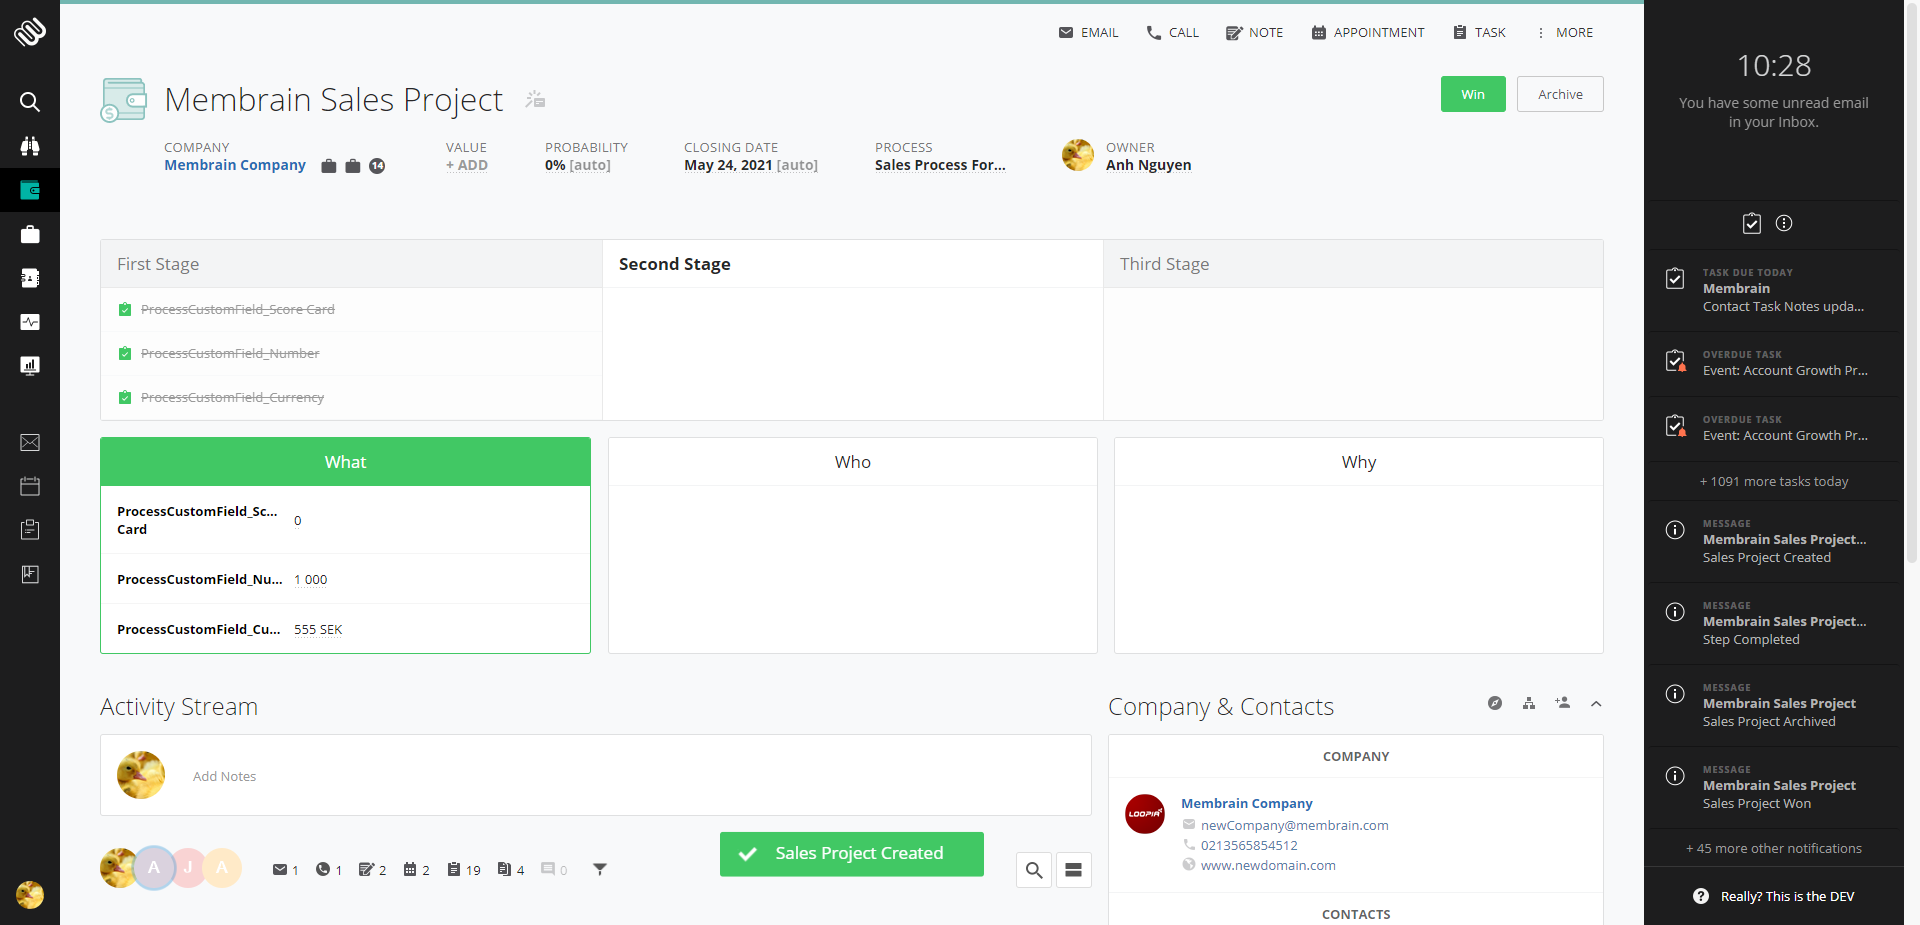 EMAIL
CALL
NOTE
APPOINTMENT
TASK
MORE
Membrain Sales Project
Win
Archive
COMPANY
Membrain Company
14
VALUE
+ ADD
PROBABILITY
0% [auto]
CLOSING DATE
May 24, 2021 [auto]
PROCESS
Sales Process For...
OWNER
Anh Nguyen
First Stage
Second Stage
Third Stage
ProcessCustomField_Score Card
ProcessCustomField_Number
ProcessCustomField_Currency
What
Who
Why
ProcessCustomField_Sc...
Card
0
ProcessCustomField_Nu...
1 000
ProcessCustomField_Cu...
555 SEK
Activity Stream
Add Notes
A
J
A
1
1
2
2
19
4
0
Sales Project Created
Company & Contacts
COMPANY
LOOPIA
Membrain Company
newCompany@membrain.com
0213565854512
www.newdomain.com
CONTACTS
10:28
You have some unread email
in your Inbox.
TASK DUE TODAY
Membrain
Contact Task Notes upda...
OVERDUE TASK
Event: Account Growth Pr...
OVERDUE TASK
Event: Account Growth Pr...
+ 1091 more tasks today
MESSAGE
Membrain Sales Project...
Sales Project Created
MESSAGE
Membrain Sales Project...
Step Completed
MESSAGE
Membrain Sales Project
Sales Project Archived
MESSAGE
Membrain Sales Project
Sales Project Won
+ 45 more other notifications
Really? This is the DEV